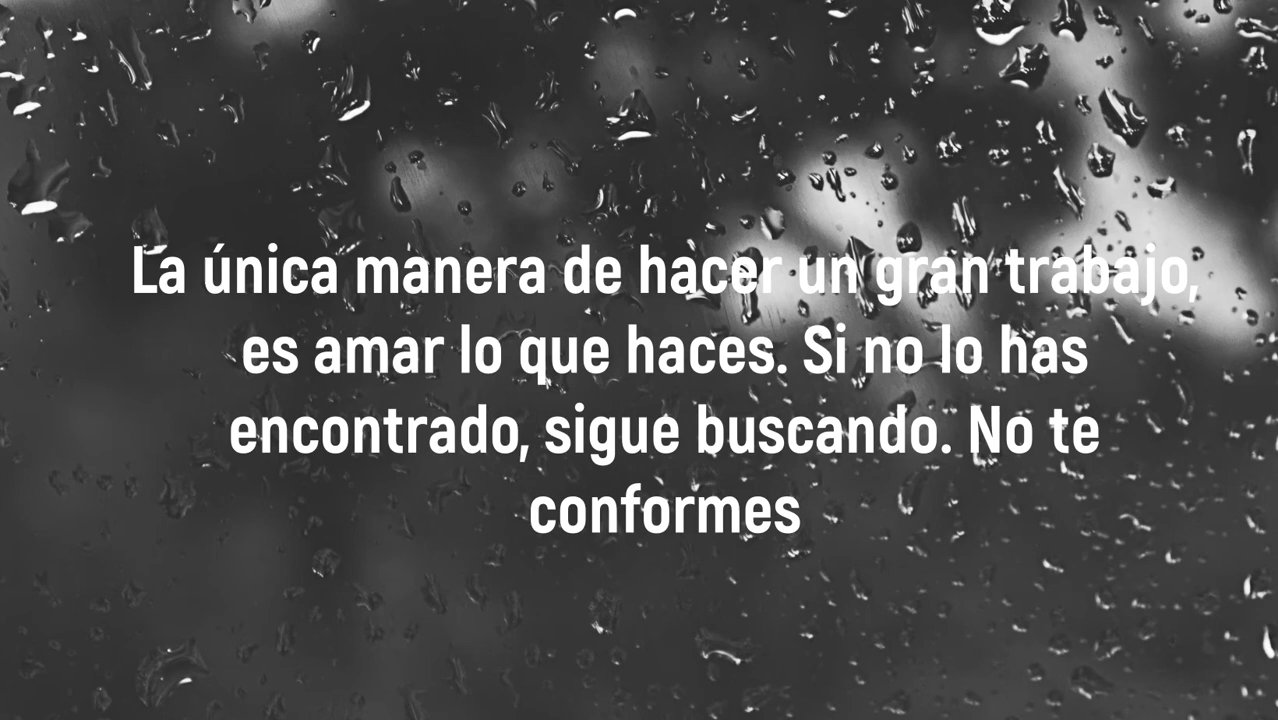 La única manera de hacer un gran trabajo,
es amar lo que haces. Si no lo has
encontrado, sigue buscando. No te
conformes